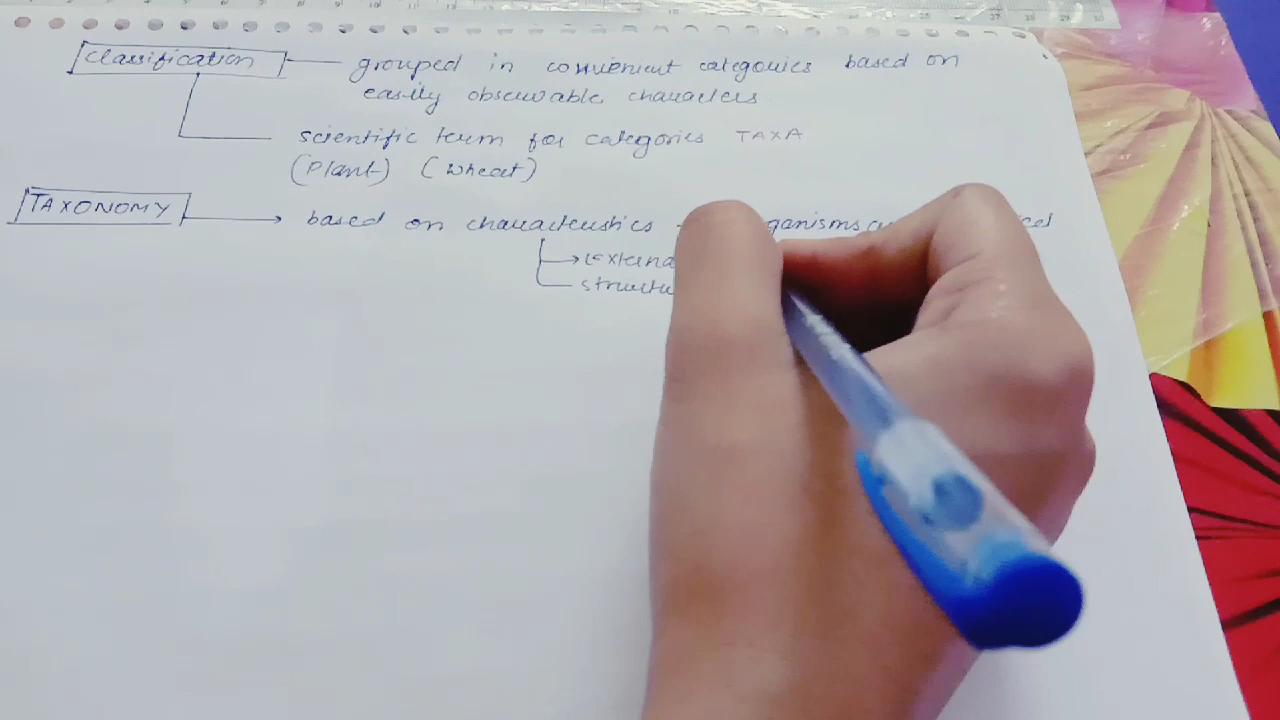 Classification
grouped in convenient categories based on
easily observable characters
scientific term for categories TAXA
(Plant) (wheat)
TAXONOMY
based on characteristics